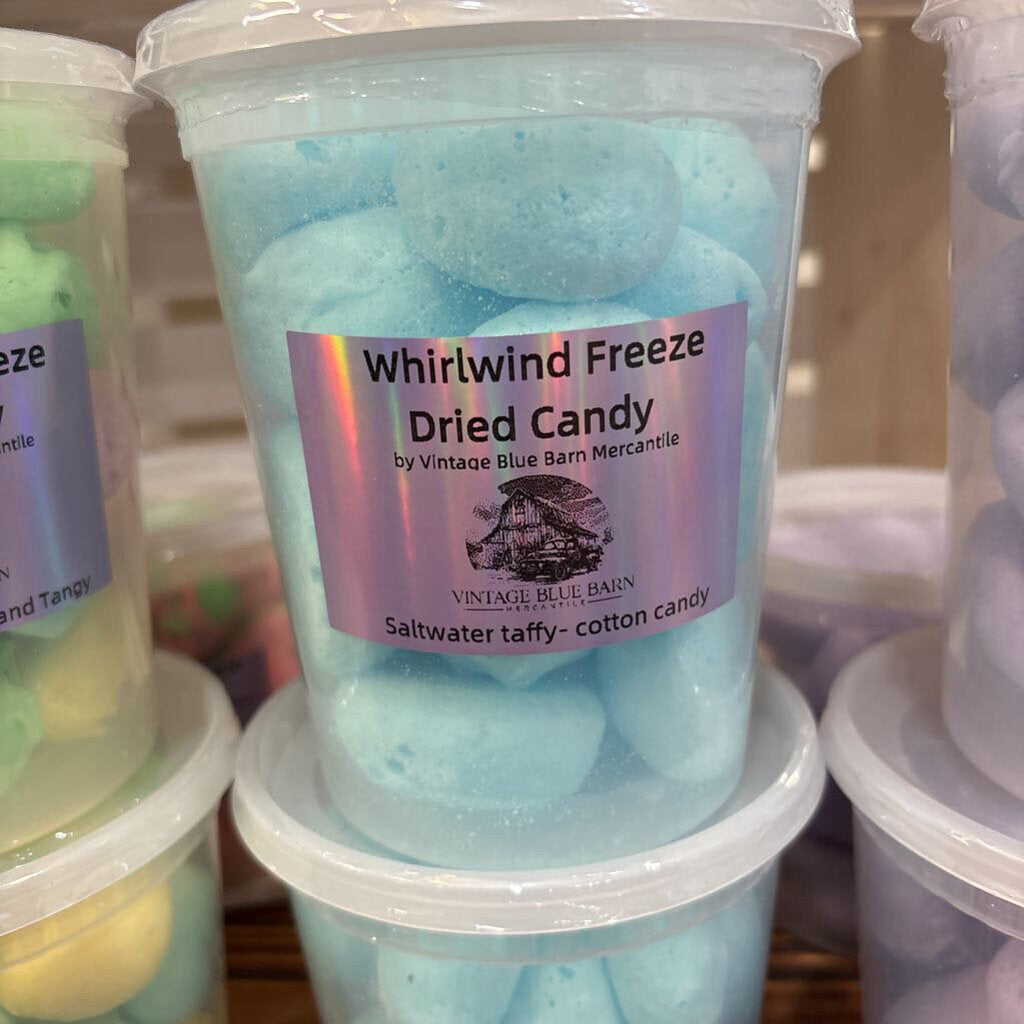 Whirlwind Freeze
Dried Candy
by Vintage Blue Barn Mercantile
VINTAGE BLUE BARN
MERCANTILE
Saltwater taffy- cotton candy
and Tangy